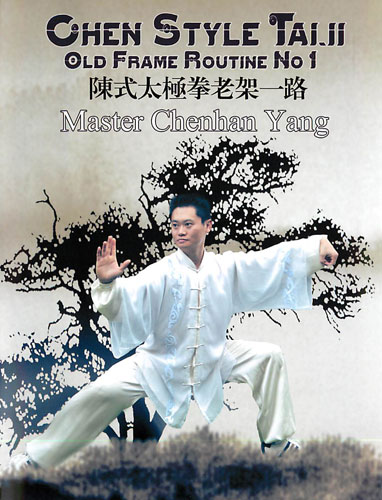 Chen Style Taiji
Old Frame Routine No 1
陳式太極拳老架一路
Master Chenhan Yang